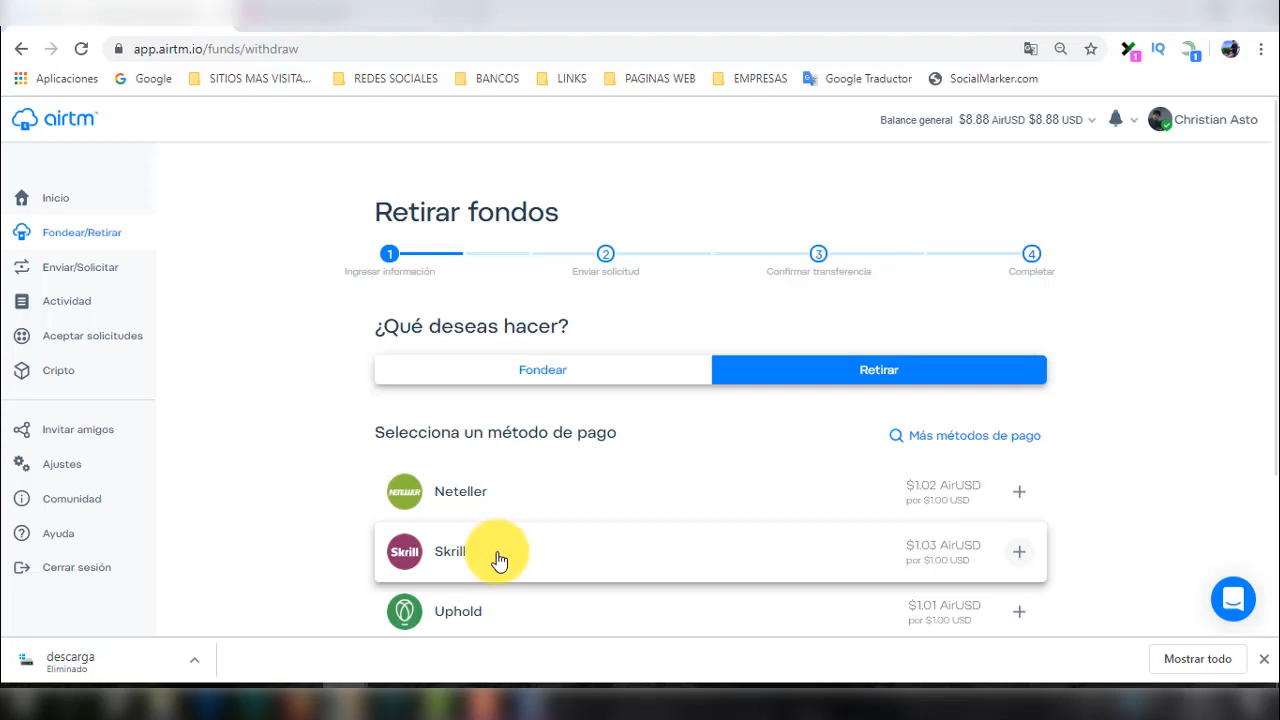 app.airtm.io/funds/withdraw
1
IQ
1
Aplicaciones
Google
SITIOS MAS VISITA...
REDES SOCIALES
BANCOS
LINKS
PAGINAS WEB
EMPRESAS
Google Traductor
SocialMarker.com
airtm
Balance general $8.88 AirUSD $8.88 USD
Christian Asto
Inicio
Fondear/Retirar
Enviar/Solicitar
Actividad
Aceptar solicitudes
Cripto
Invitar amigos
Ajustes
Comunidad
Ayuda
Cerrar sesión
Retirar fondos
1
2
3
4
Ingresar información
Enviar solicitud
Confirmar transferencia
Completar
¿Qué deseas hacer?
Fondear
Retirar
Selecciona un método de pago
Más métodos de pago
NETELLER
Neteller
$1.02 AirUSD
por $1.00 USD
Skrill
Skrill
$1.03 AirUSD
por $1.00 USD
Uphold
$1.01 AirUSD
por $1.00 USD
descarga
Eliminado
Mostrar todo